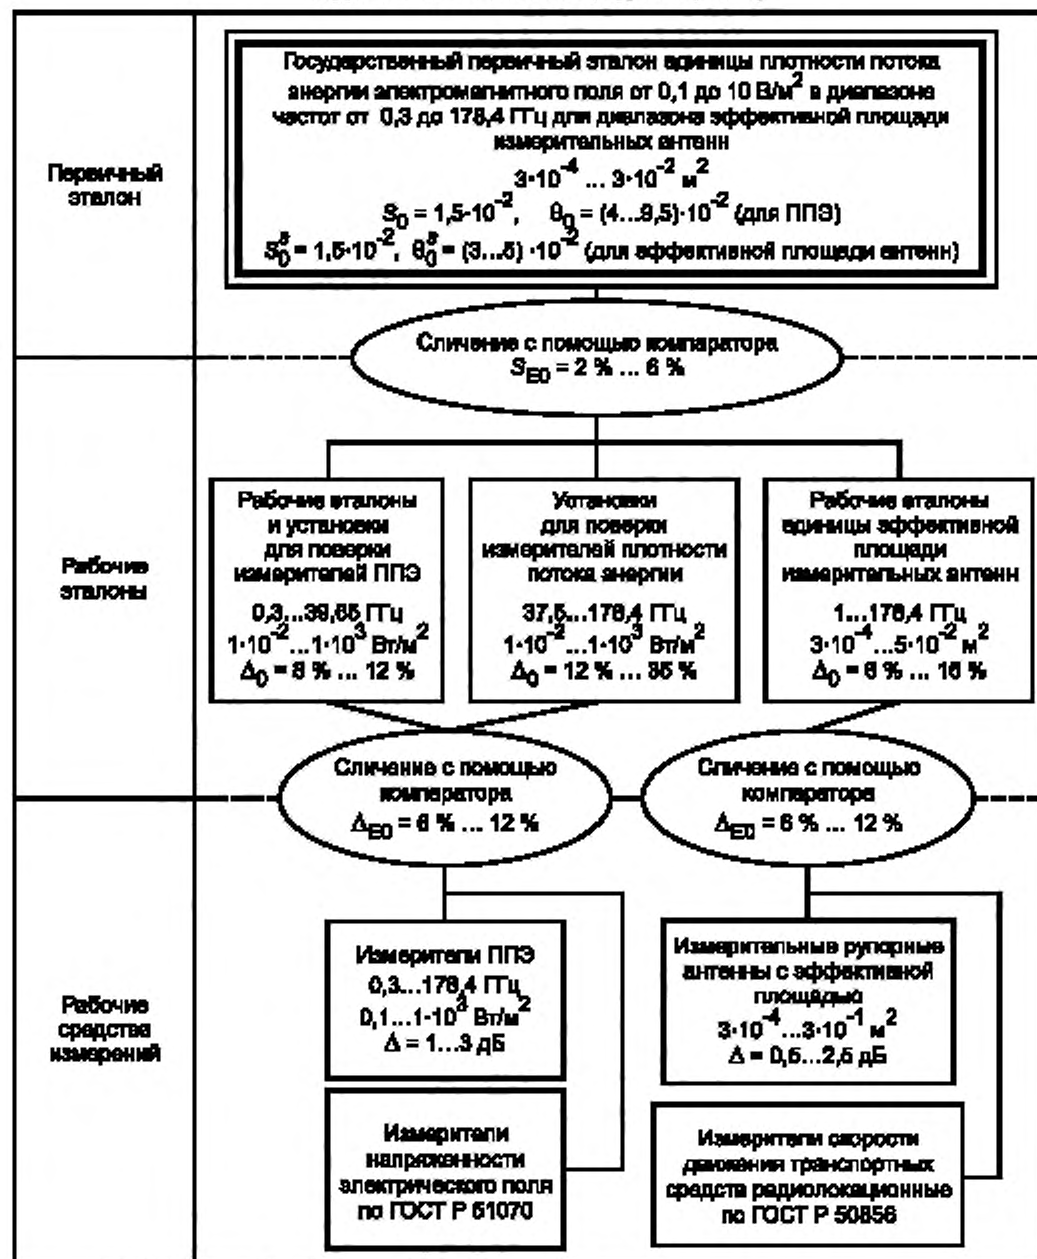 Первичный
эталон
Государственный первичный эталон единицы плотности потока
энергии электромагнитного поля от 0,1 до 10 В/м² в диапазоне
частот от 0,3 до 178,4 ГГц для диапазона эффективной площади
измерительных антенн
3·10⁻⁴ ... 3·10⁻² м²
S₀ = 1,5·10⁻², θ₀ = (4...9,5)·10⁻² (для ППЭ)
S₀ˢ = 1,5·10⁻², θ₀ˢ = (3...5) ·10⁻² (для эффективной площади антенн)
Сличение с помощью компаратора
S_E0 = 2 % ... 6 %
Рабочие
эталоны
Рабочие эталоны
и установки
для поверки
измерителей ППЭ
0,3...39,65 ГГц
1·10⁻²...1·10³ Вт/м²
Δ₀ = 8 % ... 12 %
Установки
для поверки
измерителей плотности
потока энергии
37,5...178,4 ГГц
1·10⁻²...1·10³ Вт/м²
Δ₀ = 12 % ... 35 %
Рабочие эталоны
единицы эффективной
площади
измерительных антенн
1...178,4 ГГц
3·10⁻⁴...5·10⁻² м²
Δ₀ = 6 % ... 16 %
Сличение с помощью
компаратора
Δ_E0 = 6 % ... 12 %
Сличение с помощью
компаратора
Δ_E0 = 6 % ... 12 %
Рабочие
средства
измерений
Измерители ППЭ
0,3...178,4 ГГц
0,1...1·10³ Вт/м²
Δ = 1...3 дБ
Измерители
напряженности
электрического поля
по ГОСТ Р 51070
Измерительные рупорные
антенны с эффективной
площадью
3·10⁻⁴...3·10⁻¹ м²
Δ = 0,5...2,5 дБ
Измерители скорости
движения транспортных
средств радиолокационные
по ГОСТ Р 50856